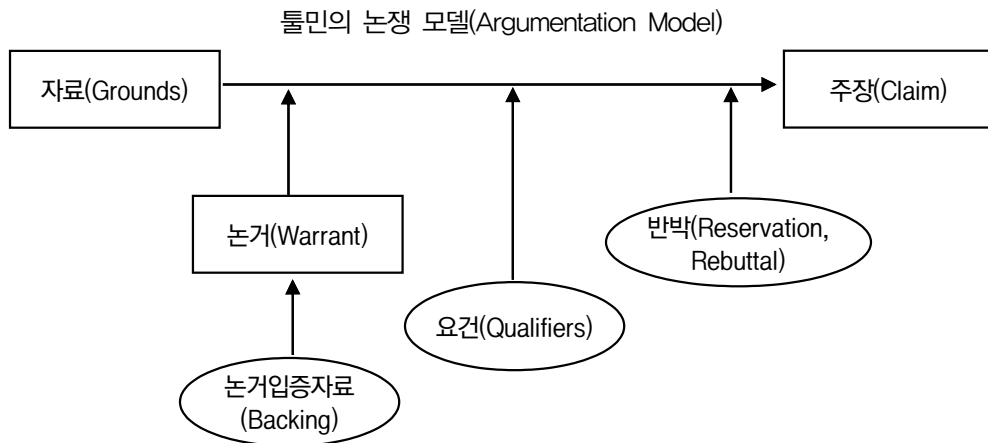 툴민의 논쟁 모델(Argumentation Model)
자료(Grounds)
주장(Claim)
논거(Warrant)
반박(Reservation,
Rebuttal)
요건(Qualifiers)
논거입증자료
(Backing)